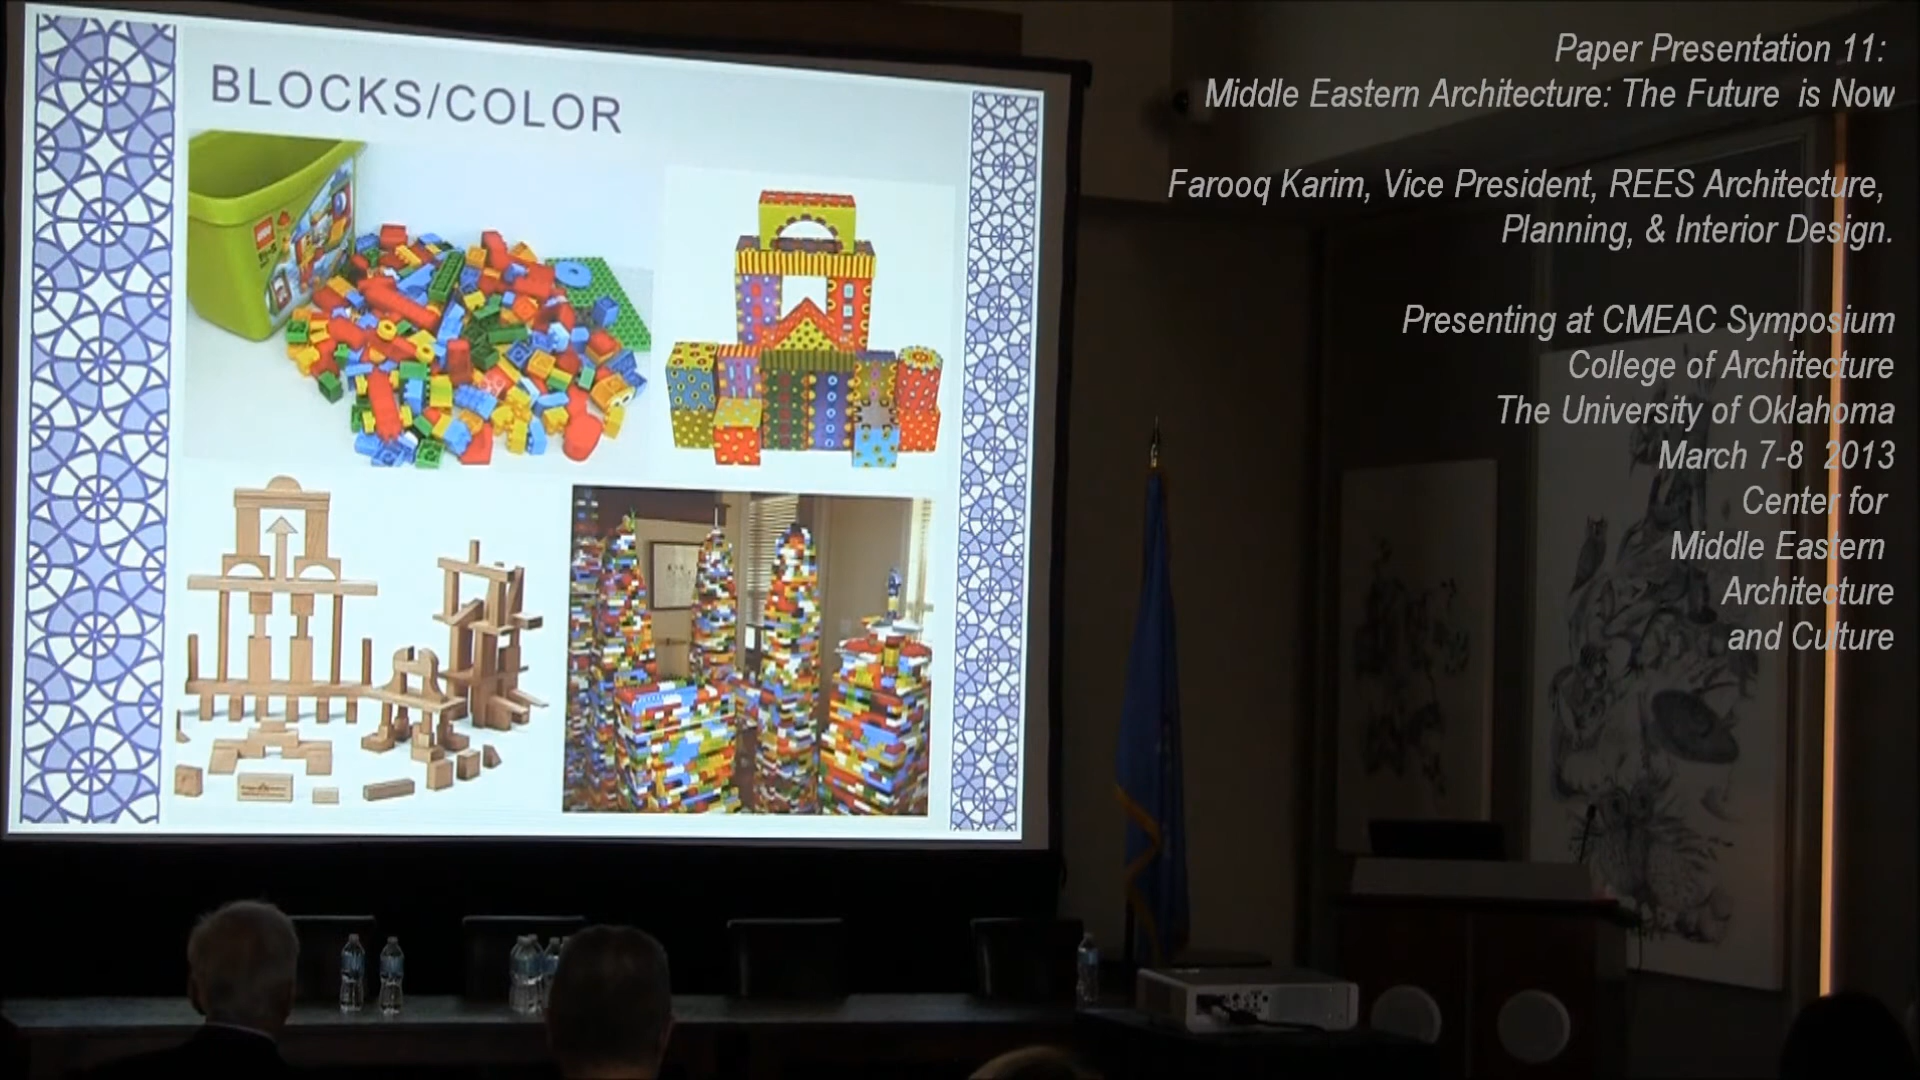 BLOCKS/COLOR
LEGO
Paper Presentation 11:
Middle Eastern Architecture: The Future is Now
Farooq Karim, Vice President, REES Architecture,
Planning, & Interior Design.
Presenting at CMEAC Symposium
College of Architecture
The University of Oklahoma
March 7-8 2013
Center for
Middle Eastern
Architecture
and Culture